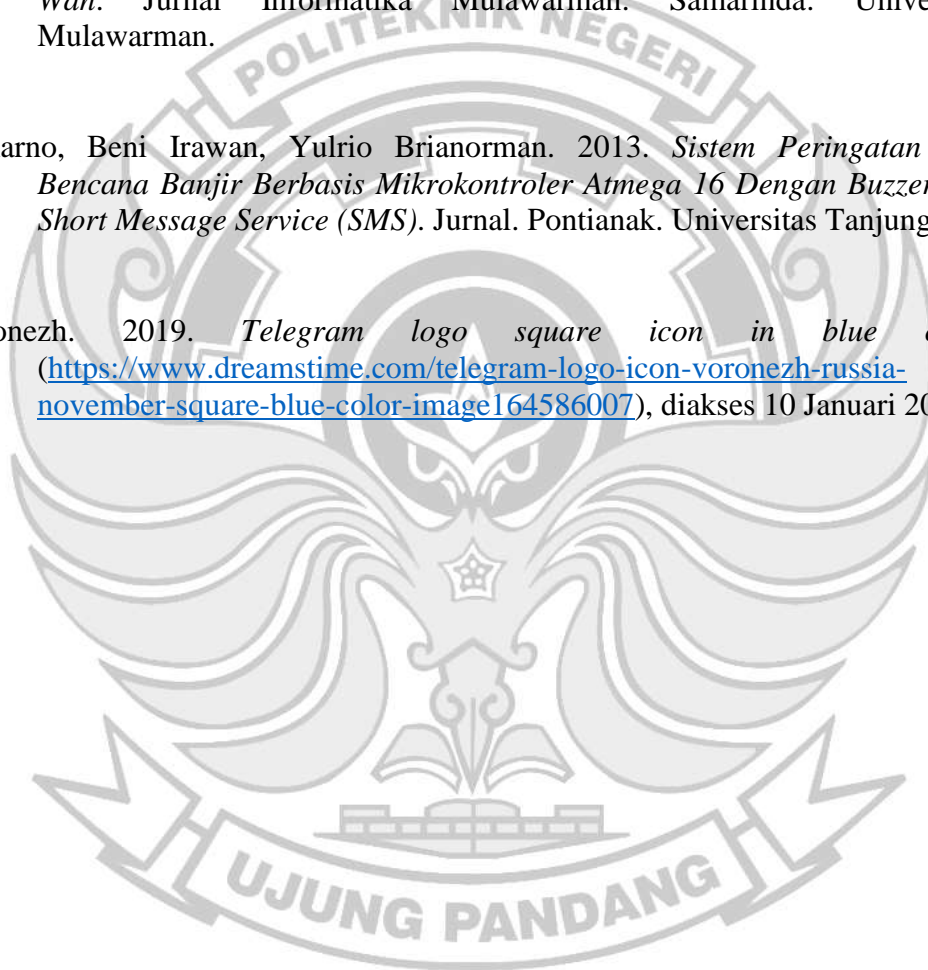 Wan. Jurnal Informatika Mulawarman. Samarinda. Unive
Mulawarman.
POLITEKNIK NEGERI
arno, Beni Irawan, Yulrio Brianorman. 2013. Sistem Peringatan
Bencana Banjir Berbasis Mikrokontroler Atmega 16 Dengan Buzzer
Short Message Service (SMS). Jurnal. Pontianak. Universitas Tanjung
onezh. 2019. Telegram logo square icon in blue
(https://www.dreamstime.com/telegram-logo-icon-voronezh-russia-
november-square-blue-color-image164586007), diakses 10 Januari 20
UJUNG PANDANG